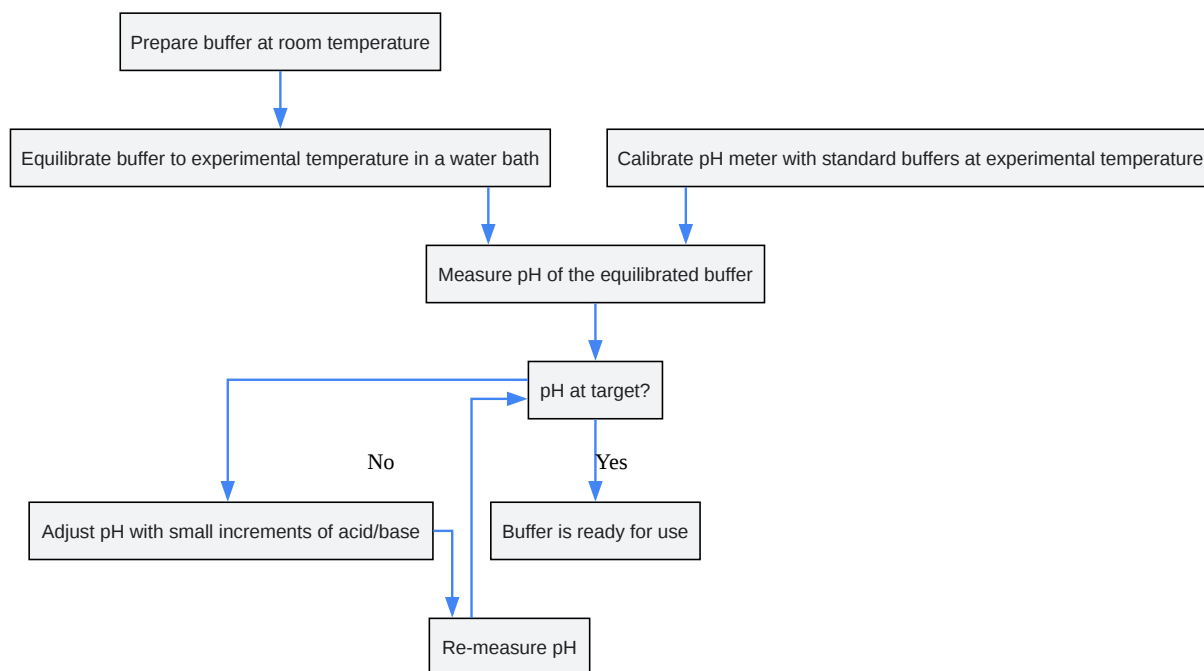 Prepare buffer at room temperature
Equilibrate buffer to experimental temperature in a water bath
Calibrate pH meter with standard buffers at experimental temperature
Measure pH of the equilibrated buffer
pH at target?
No
Yes
Adjust pH with small increments of acid/base
Buffer is ready for use
Re-measure pH